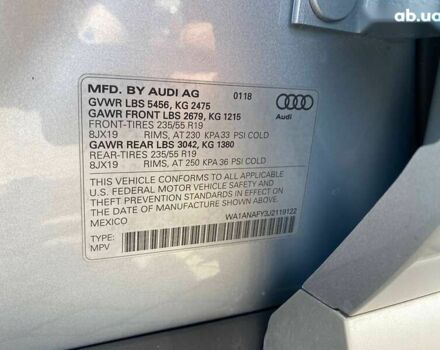 ab.ua
MFD. BY AUDI AG 0118
GVWR LBS 5456, KG 2475
GAWR FRONT LBS 2679, KG 1215
FRONT-TIRES 235/55 R19
8JX19 RIMS, AT 230 KPA 33 PSI COLD
GAWR REAR LBS 3042, KG 1380
REAR-TIRES 235/55 R19
8JX19 RIMS, AT 250 KPA 36 PSI COLD
Audi
THIS VEHICLE CONFORMS TO ALL APPLICABLE
U.S. FEDERAL MOTOR VEHICLE SAFETY AND
THEFT PREVENTION STANDARDS IN EFFECT ON
THE DATE OF MANUFACTURE SHOWN ABOVE.
MEXICO WA1ANAFY3J2119122
TYPE:
MPV